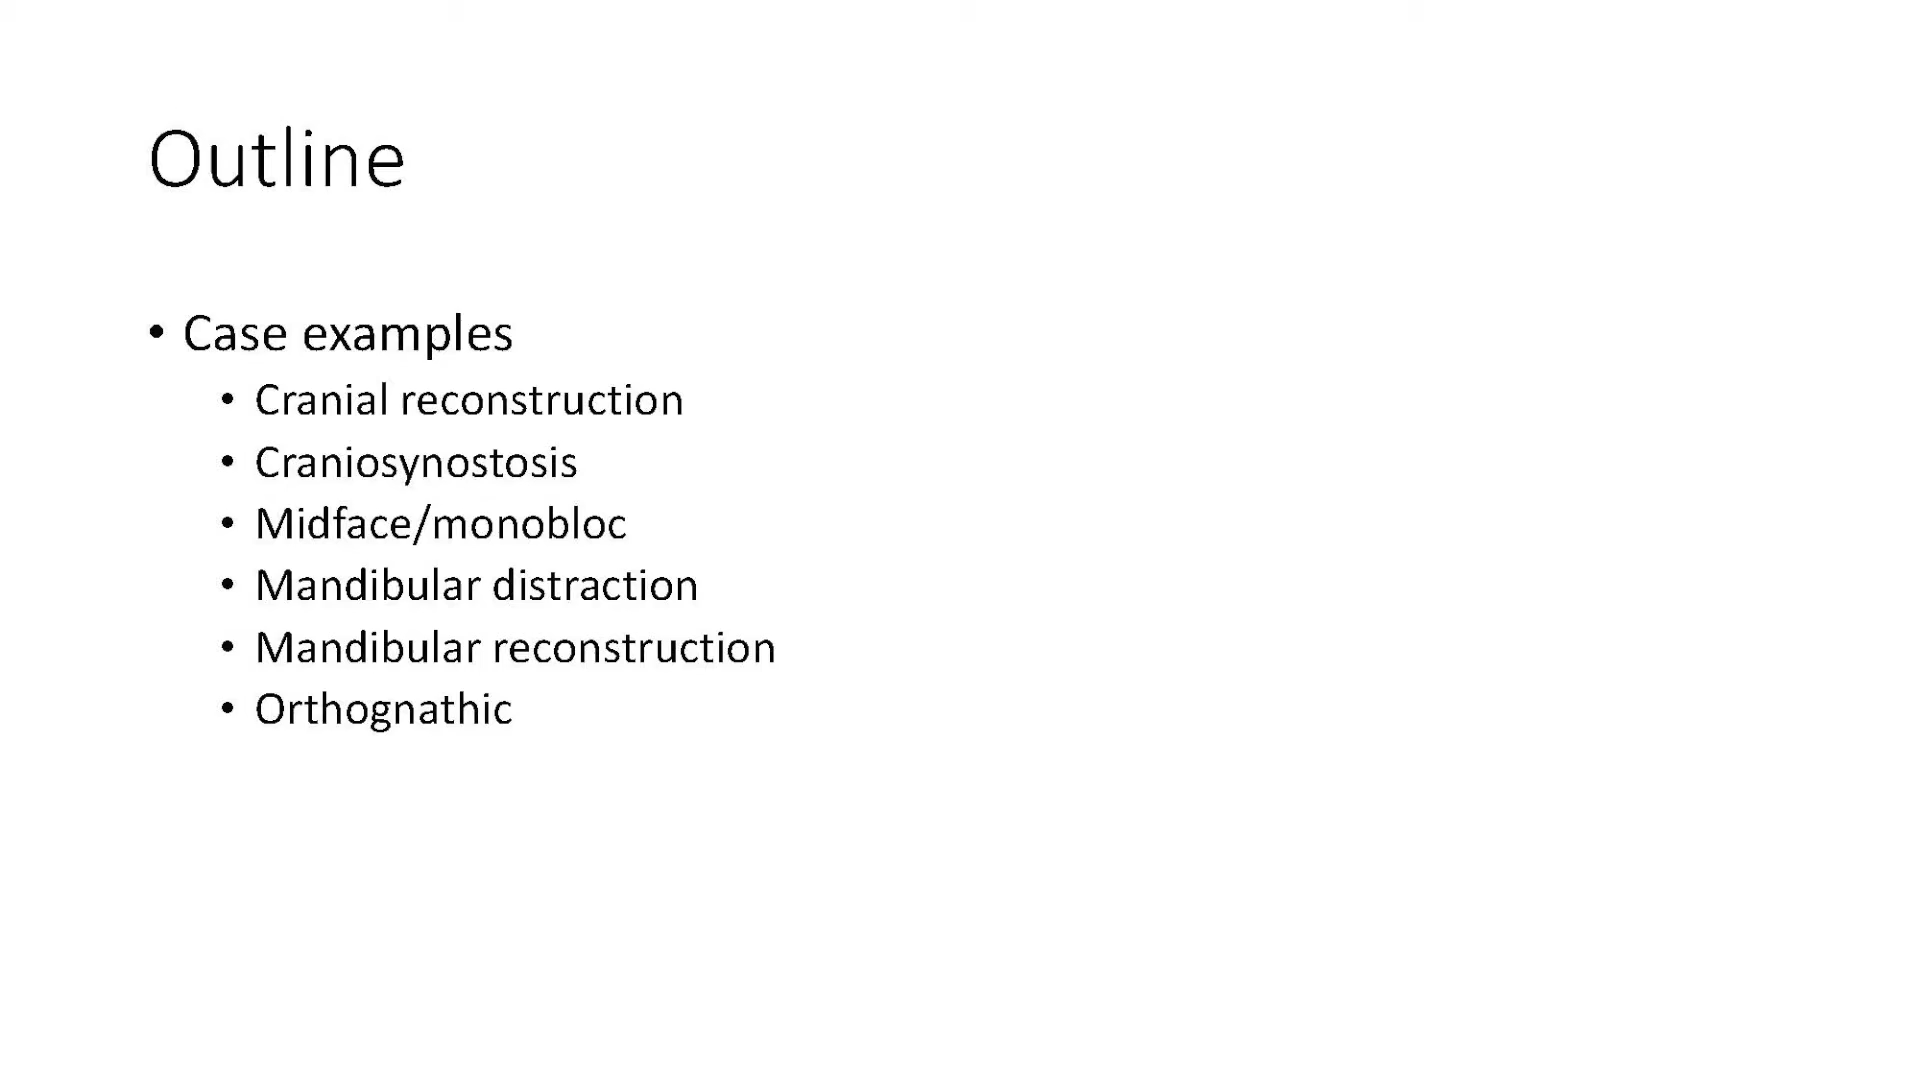 Outline
• Case examples
• Cranial reconstruction
• Craniosynostosis
• Midface/monobloc
• Mandibular distraction
• Mandibular reconstruction
• Orthognathic